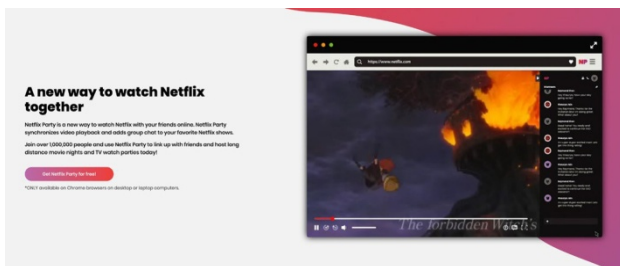 A new way to watch Netflix
together
Netflix Party is a new way to watch Netflix with your friends online. Netflix Party
synchronizes video playback and adds group chat to your favorite Netflix shows.
Join over 1,000,000 people and use Netflix Party to link up with friends and host long
distance movie nights and TV watch parties today!
Get Netflix Party for free!
*ONLY available on Chrome browsers on desktop or laptop computers.
https://www.netflix.com
NP
The forbidden Witch's